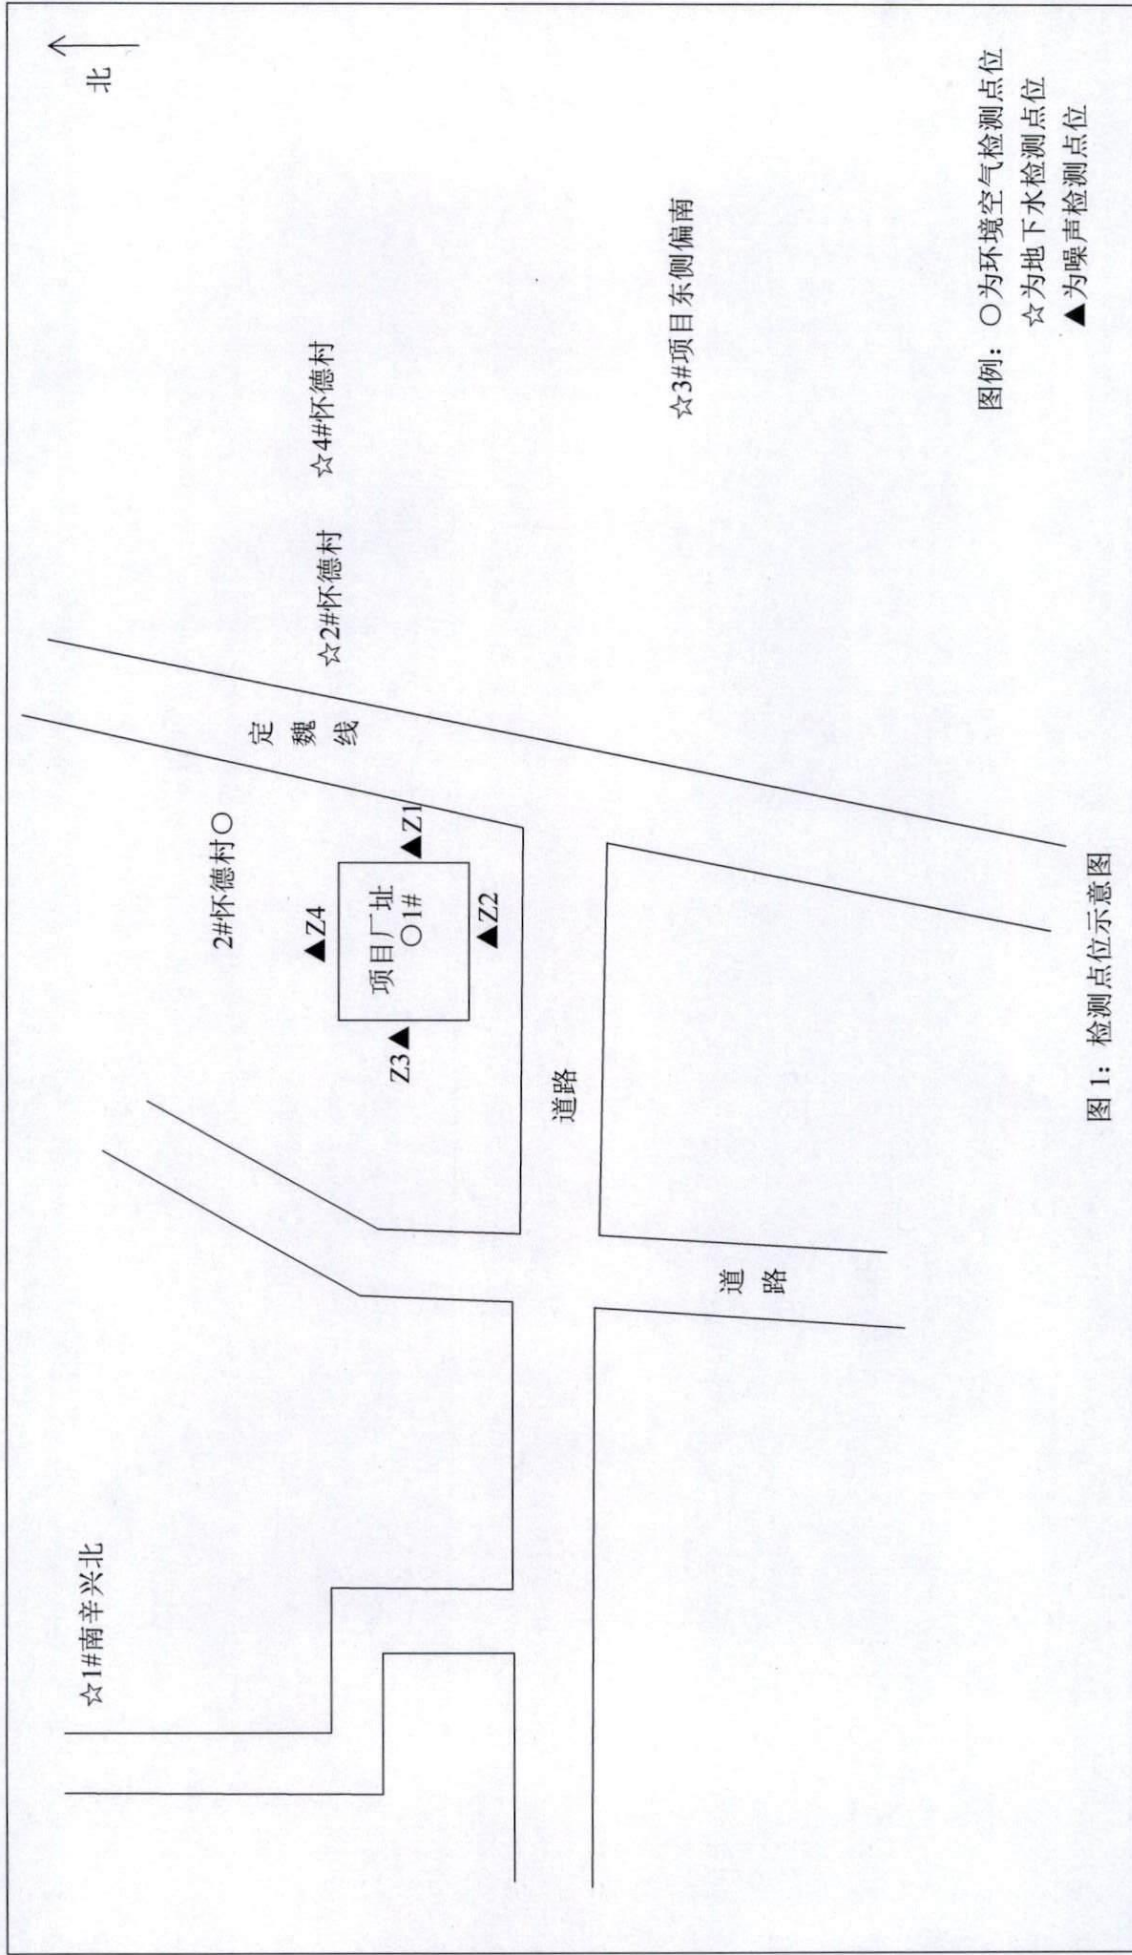 北
☆1#南辛兴北
2#怀德村○
定
魏
线
☆2#怀德村
☆4#怀德村
▲Z4
项目厂址
○1#
Z3▲
▲Z1
▲Z2
道路
道
路
☆3#项目东侧偏南
图例：○为环境空气检测点位
☆为地下水检测点位
▲为噪声检测点位
图 1：检测点位示意图